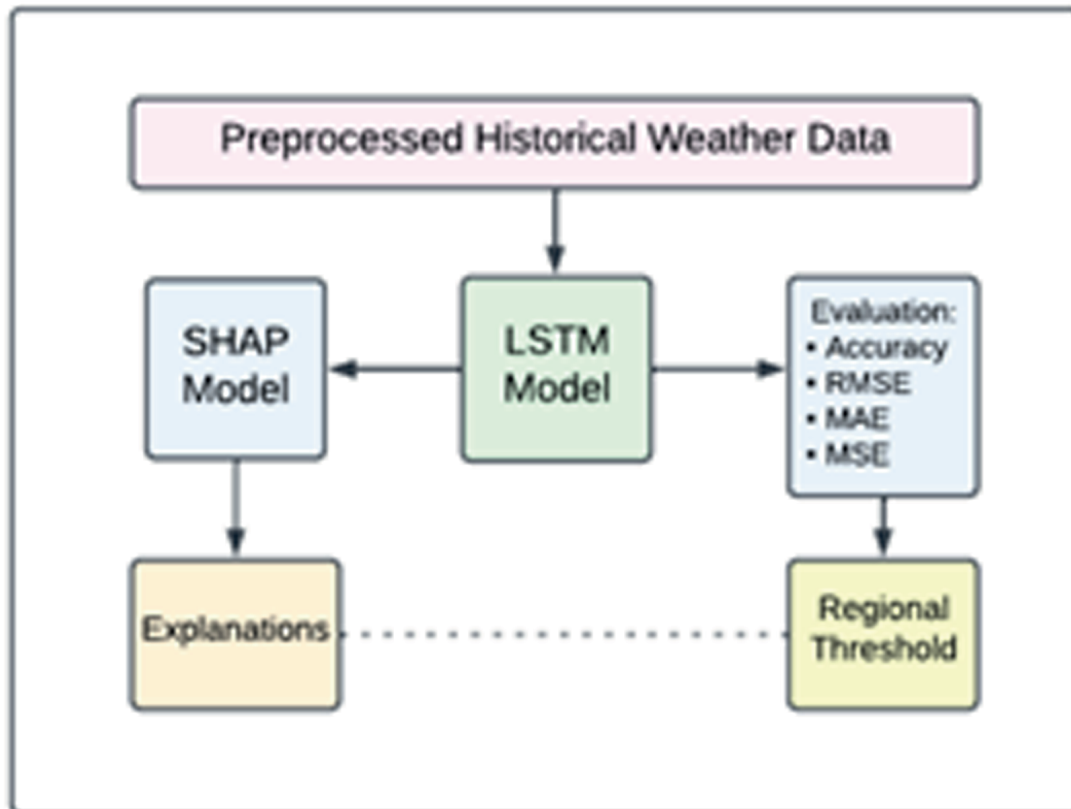 Preprocessed Historical Weather Data
SHAP
Model
LSTM
Model
Evaluation:
• Accuracy
• RMSE
• MAE
• MSE
Explanations
Regional
Threshold